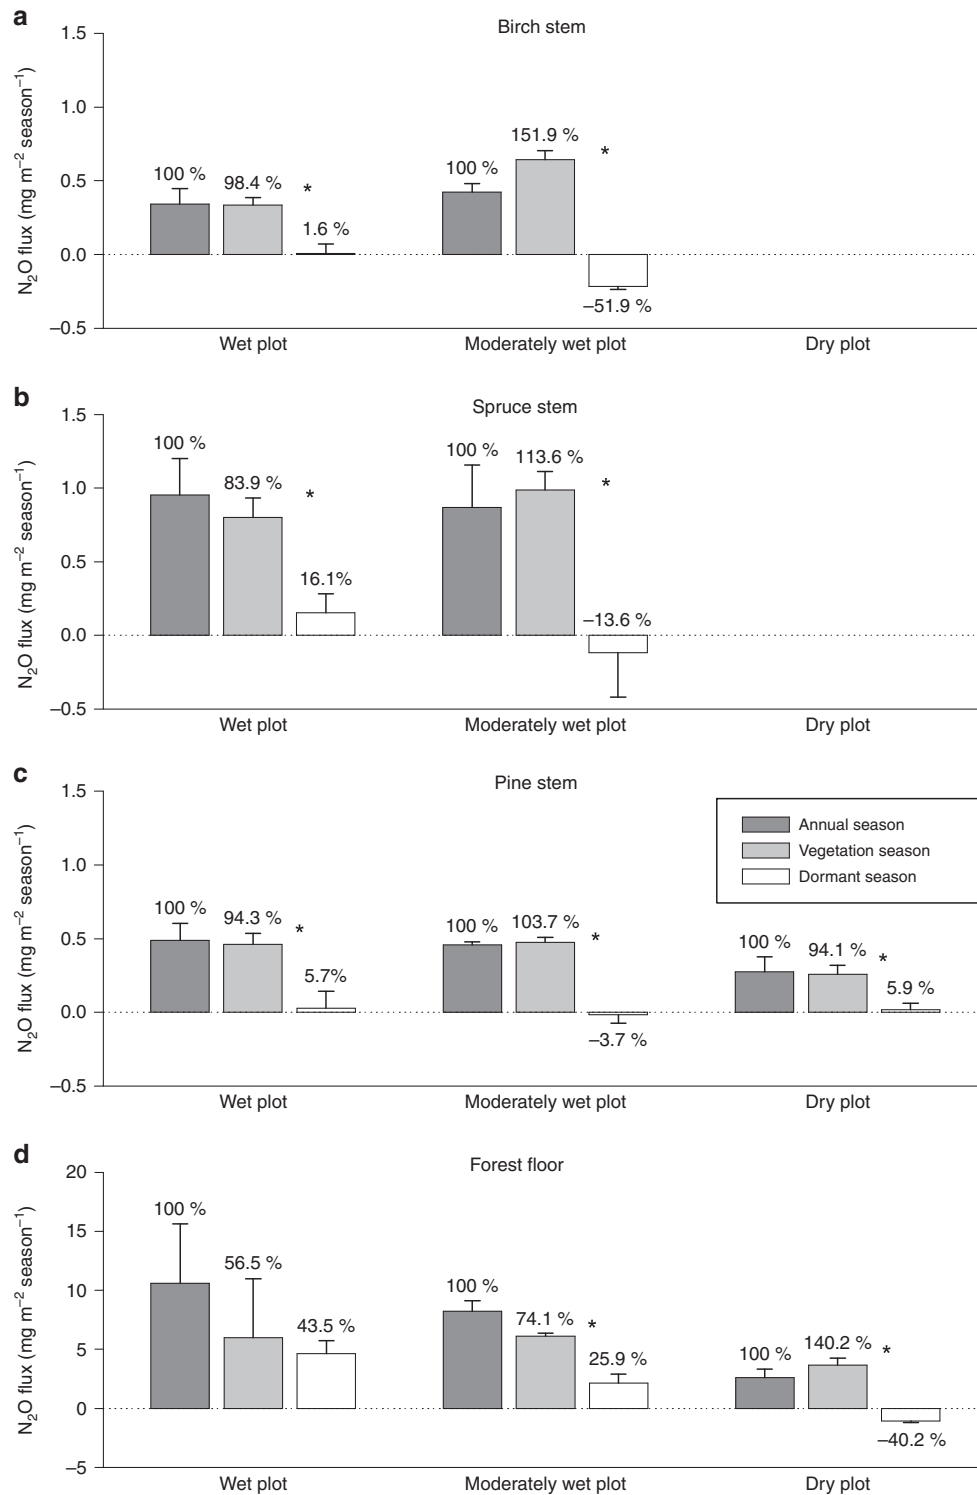 a
Birch stem
N₂O flux (mg m⁻² season⁻¹)
1.5
1.0
0.5
0.0
–0.5
100 %
98.4 %
*
1.6 %
100 %
151.9 %
*
–51.9 %
Wet plot
Moderately wet plot
Dry plot
b
Spruce stem
N₂O flux (mg m⁻² season⁻¹)
1.5
1.0
0.5
0.0
–0.5
100 %
83.9 %
*
16.1%
100 %
113.6 %
*
–13.6 %
Wet plot
Moderately wet plot
Dry plot
c
Pine stem
N₂O flux (mg m⁻² season⁻¹)
1.5
1.0
0.5
0.0
–0.5
Annual season
Vegetation season
Dormant season
100 %
94.3 %
*
5.7%
100 %
103.7 %
*
–3.7 %
100 %
94.1 %
*
5.9 %
Wet plot
Moderately wet plot
Dry plot
d
Forest floor
N₂O flux (mg m⁻² season⁻¹)
20
15
10
5
0
–5
100 %
56.5 %
43.5 %
100 %
74.1 %
*
25.9 %
100 %
140.2 %
*
–40.2 %
Wet plot
Moderately wet plot
Dry plot